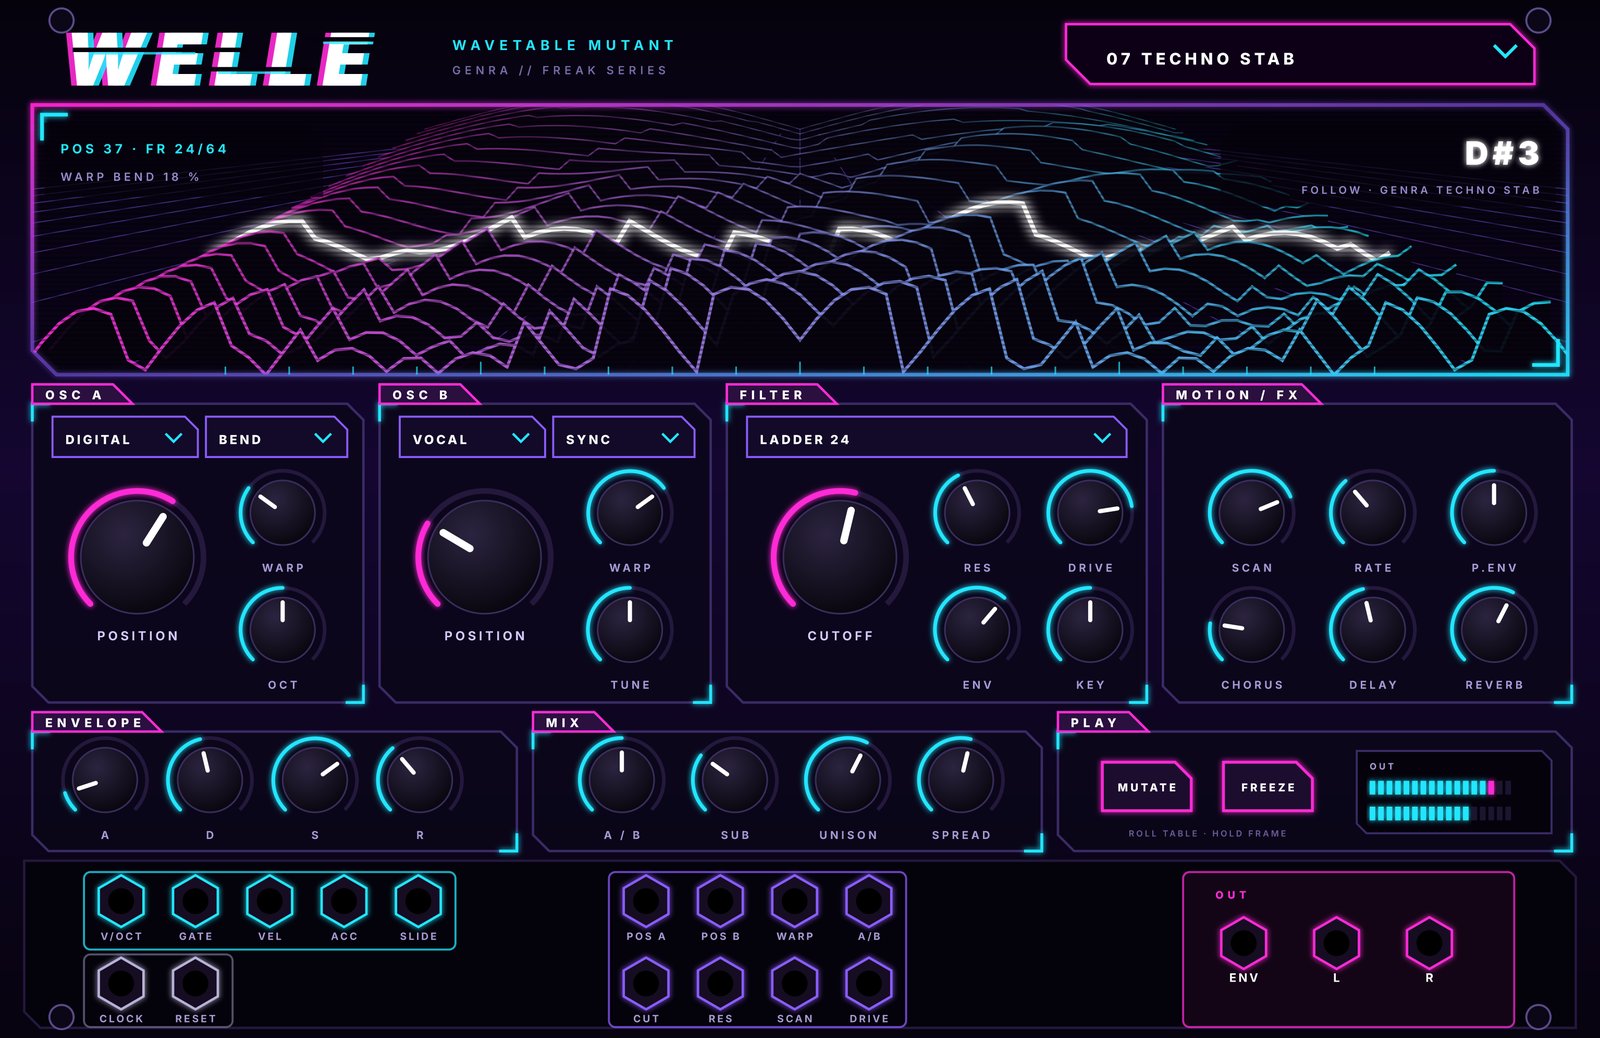 WELLE
WAVETABLE MUTANT
GENRA // FREAK SERIES
07 TECHNO STAB
POS 37 · FR 24/64
WARP BEND 18 %
D#3
FOLLOW · GENRA TECHNO STAB
OSC A
OSC B
FILTER
MOTION / FX
DIGITAL
BEND
VOCAL
SYNC
LADDER 24
WARP
WARP
RES
DRIVE
SCAN
RATE
P.ENV
POSITION
POSITION
CUTOFF
OCT
TUNE
ENV
KEY
CHORUS
DELAY
REVERB
ENVELOPE
MIX
PLAY
OUT
MUTATE
FREEZE
A
D
S
R
A / B
SUB
UNISON
SPREAD
ROLL TABLE · HOLD FRAME
V/OCT
GATE
VEL
ACC
SLIDE
POS A
POS B
WARP
A/B
OUT
ENV
L
R
CLOCK
RESET
CUT
RES
SCAN
DRIVE